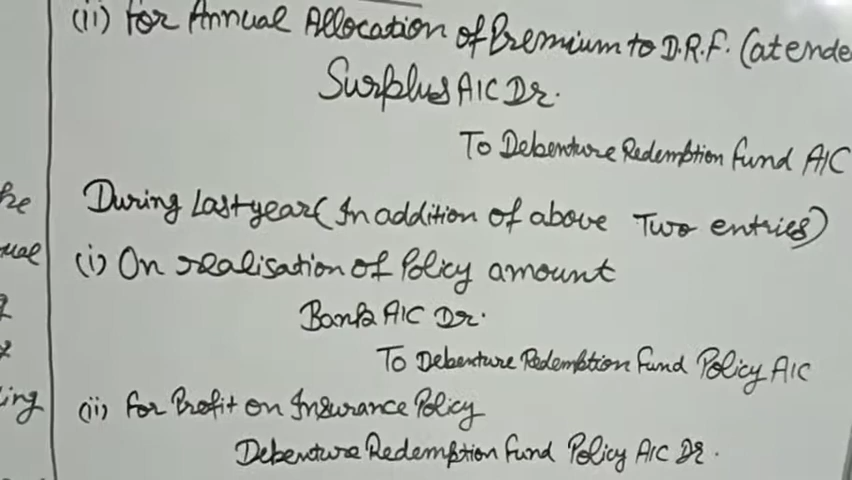 (ii) For Annual Allocation of Premium to D.R.F. (at ende
Surplus A/C Dr.
To Debenture Redemption Fund A/C
During Last year (In addition of above Two entries)
(i) On realisation of Policy amount
Bank A/C Dr.
To Debenture Redemption Fund Policy A/C
(ii) For Profit on Insurance Policy
Debenture Redemption Fund Policy A/C Dr.
ing